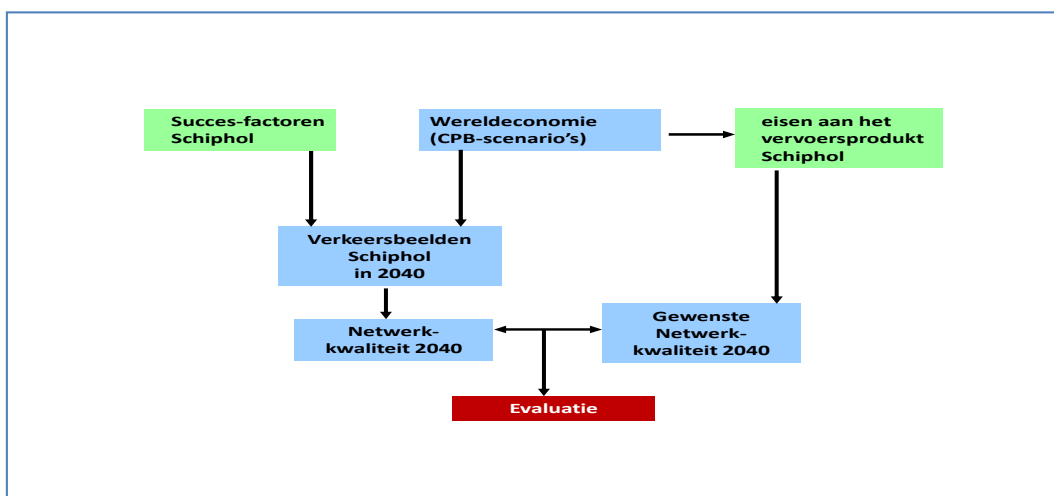 Succes-factoren
Schiphol
Wereldeconomie
(CPB-scenario’s)
eisen aan het
vervoersprodukt
Schiphol
Verkeersbeelden
Schiphol
in 2040
Netwerk-
kwaliteit 2040
Gewenste
Netwerk-
kwaliteit 2040
Evaluatie